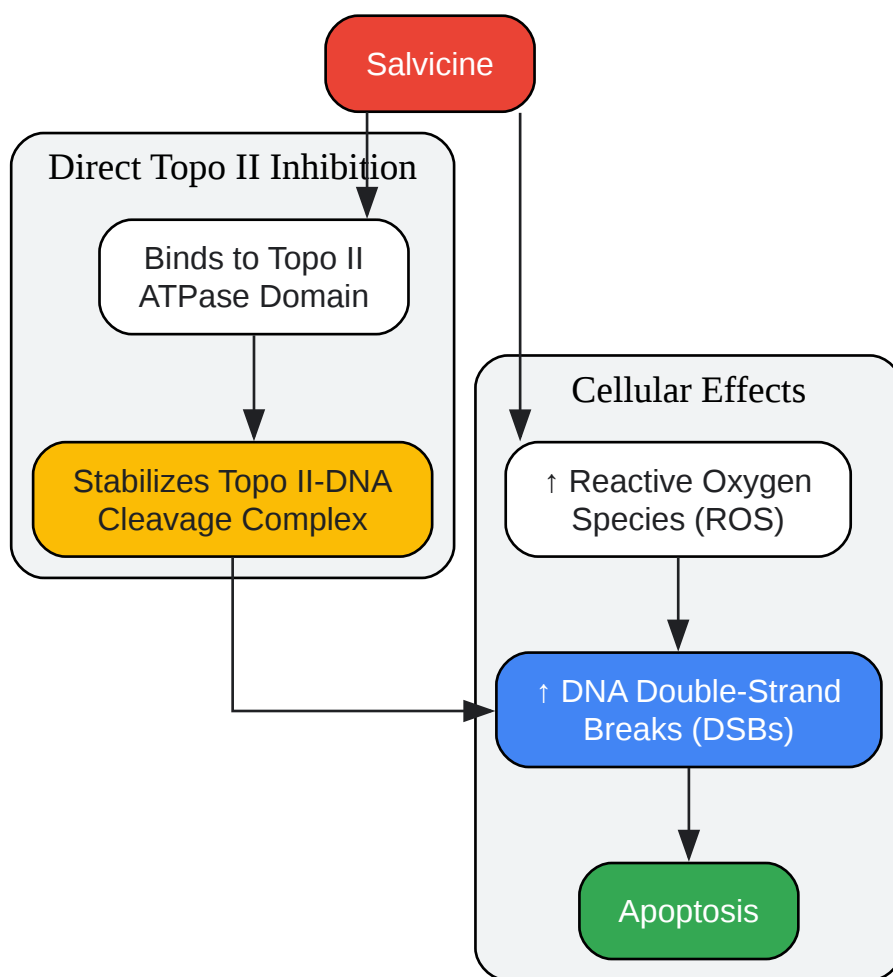 Salvicine
Direct Topo II Inhibition
Binds to Topo II
ATPase Domain
Stabilizes Topo II-DNA
Cleavage Complex
Cellular Effects
↑ Reactive Oxygen
Species (ROS)
↑ DNA Double-Strand
Breaks (DSBs)
Apoptosis